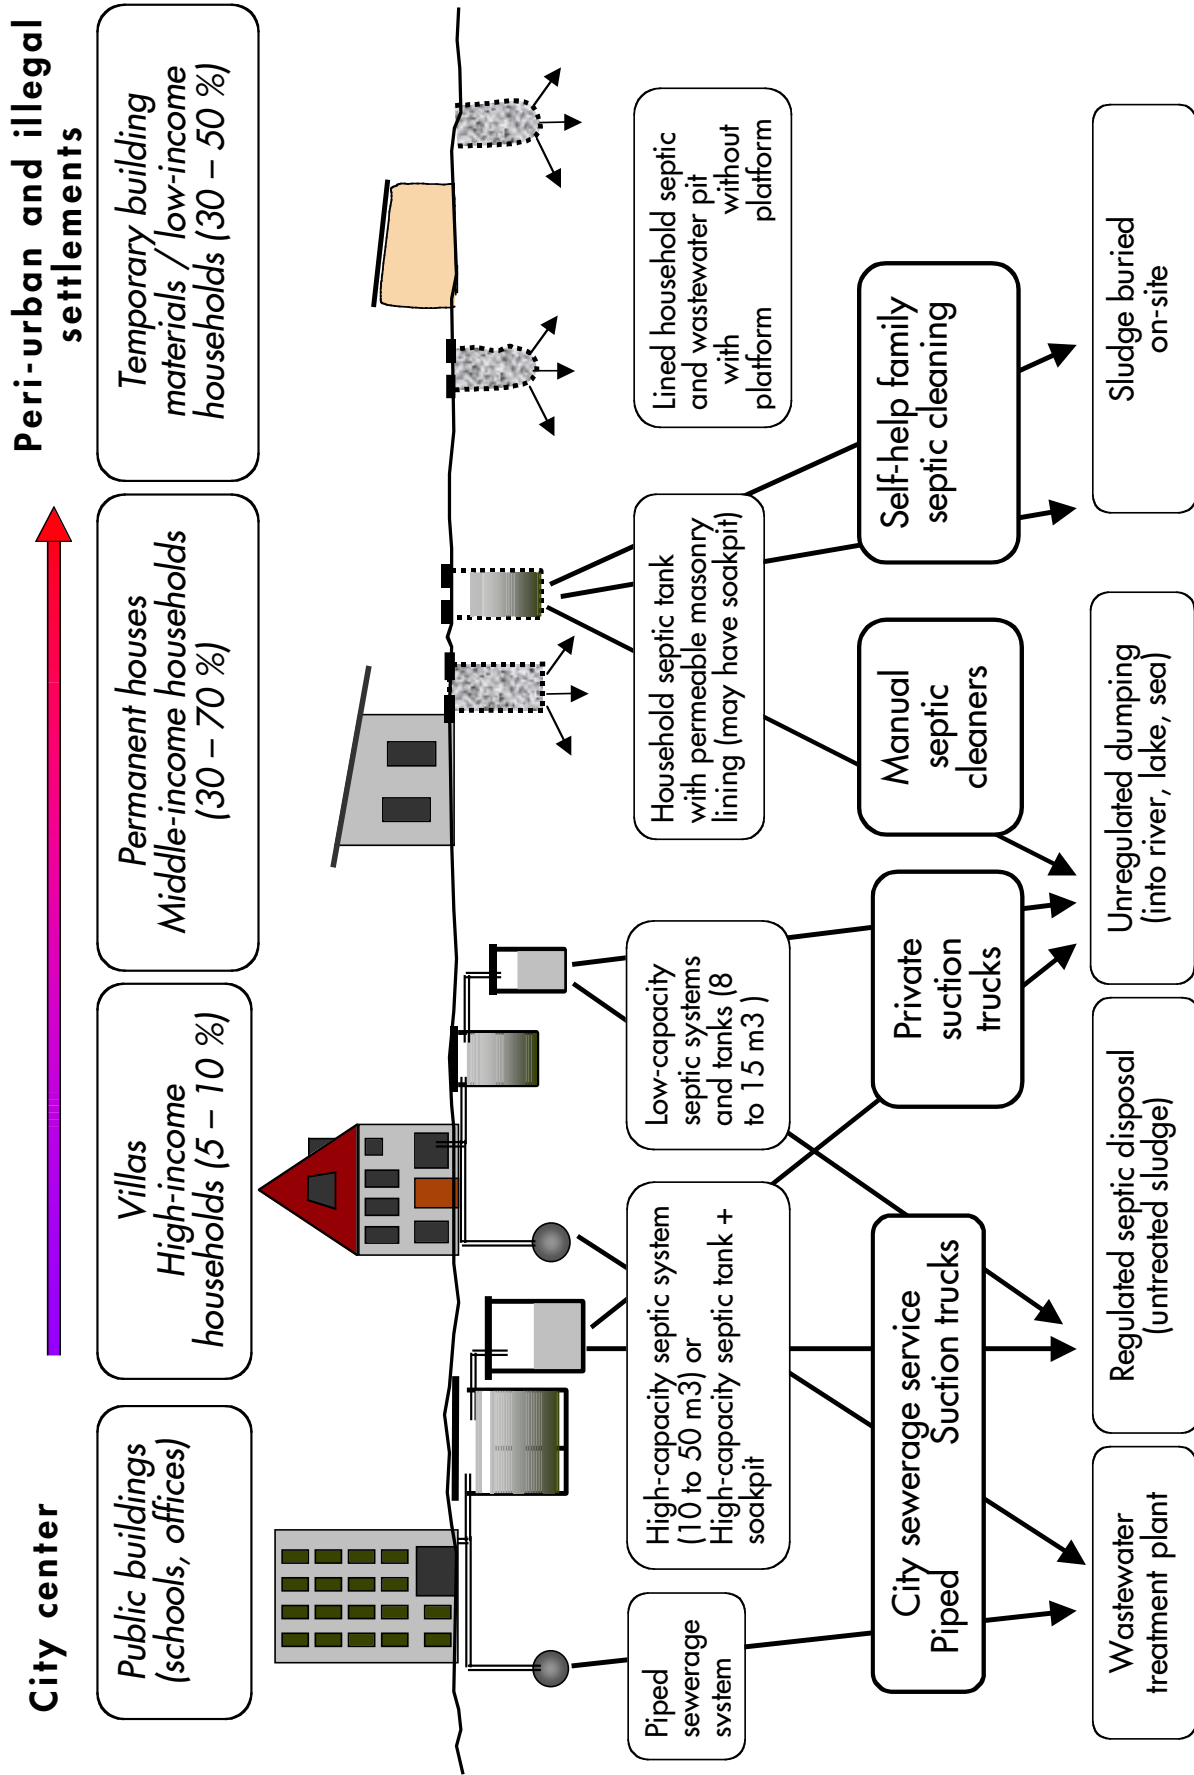 City center
Peri-urban and illegal
settlements
Public buildings
(schools, offices)
Villas
High-income
households (5 – 10 %)
Permanent houses
Middle-income households
(30 – 70 %)
Temporary building
materials / low-income
households (30 – 50 %)
Piped
sewerage
system
High-capacity septic system
(10 to 50 m3) or
High-capacity septic tank +
soakpit
Low-capacity
septic systems
and tanks (8
to 15 m3 )
Household septic tank
with permeable masonry
lining (may have soakpit)
Lined household septic
and wastewater pit
with without
platform platform
City sewerage service
Piped Suction trucks
Private
suction
trucks
Manual
septic
cleaners
Self-help family
septic cleaning
Wastewater
treatment plant
Regulated septic disposal
(untreated sludge)
Unregulated dumping
(into river, lake, sea)
Sludge buried
on-site